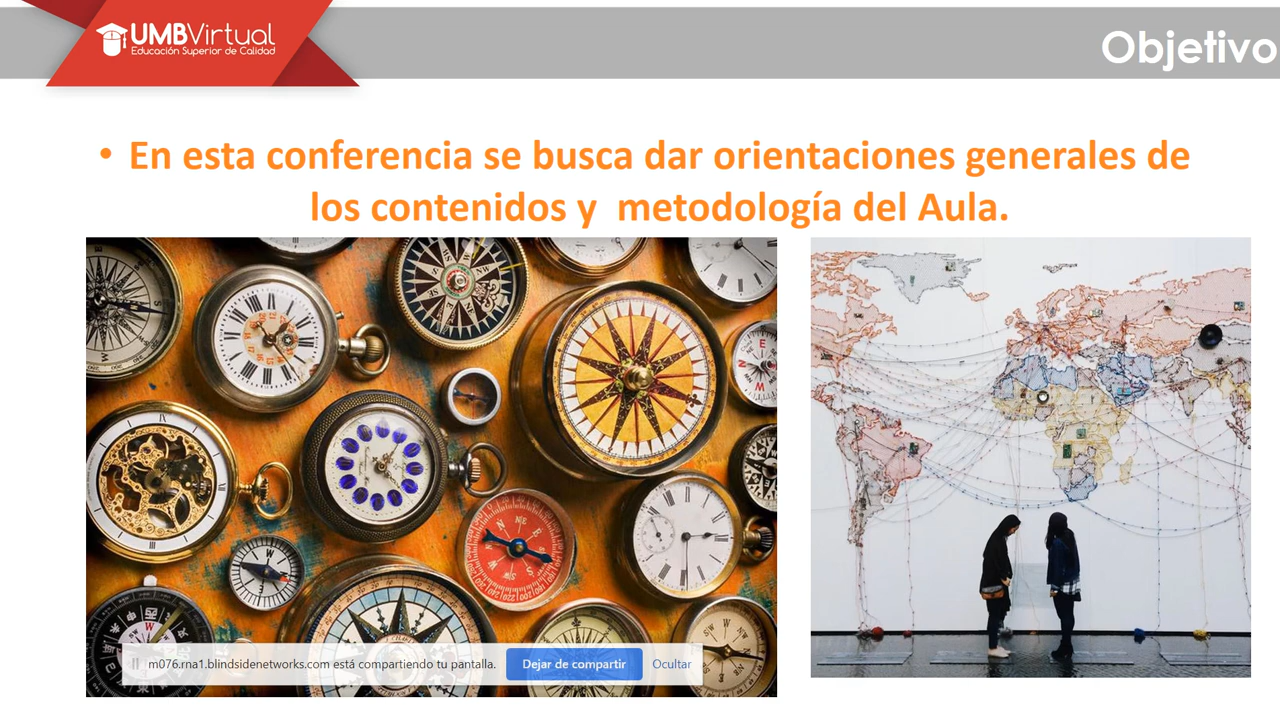 UMBVirtual
Educación Superior de Calidad
Objetivo
• En esta conferencia se busca dar orientaciones generales de
los contenidos y metodología del Aula.
m076.rna1.blindsidenetworks.com está compartiendo tu pantalla.
Dejar de compartir
Ocultar